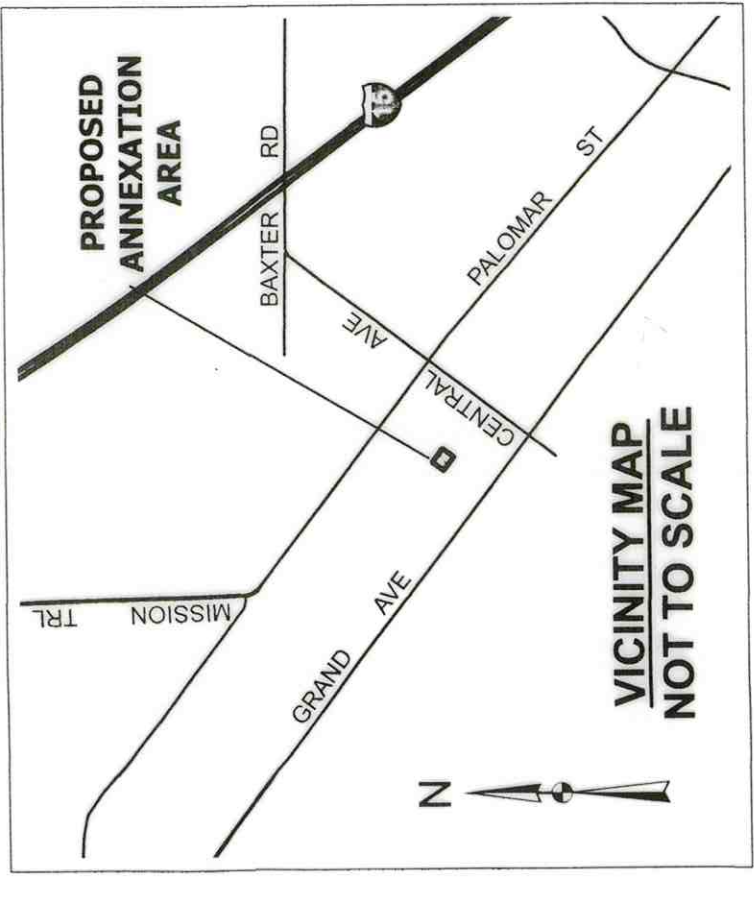 PROPOSED
ANNEXATION
AREA
BAXTER RD
15
PALOMAR ST
CENTRAL AVE
MISSION TRL
GRAND AVE
VICINITY MAP
NOT TO SCALE
N